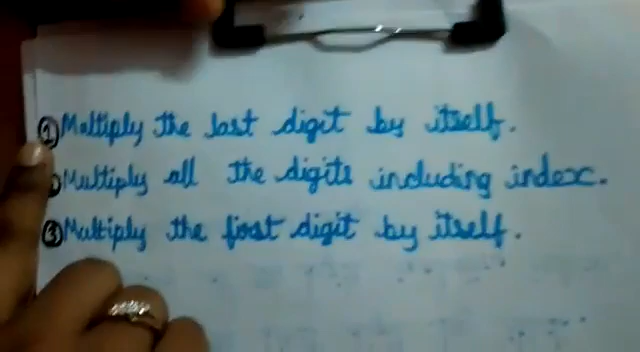 ① Multiply the last digit by itself.
② Multiply all the digits including index.
③ Multiply the first digit by itself.